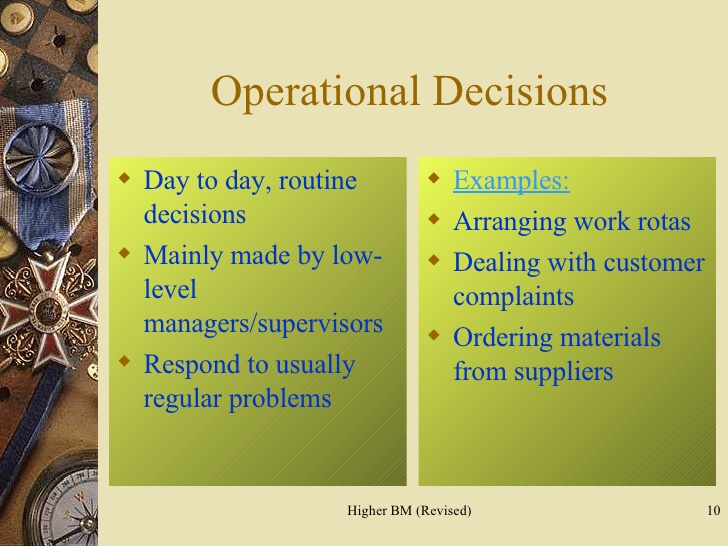 Operational Decisions
Day to day, routine
decisions
Mainly made by low-
level
managers/supervisors
Respond to usually
regular problems
Examples:
Arranging work rotas
Dealing with customer
complaints
Ordering materials
from suppliers
Higher BM (Revised)
10